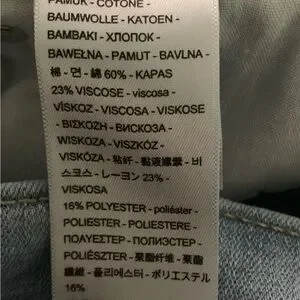 PAMUK - COTONE -
BAUMWOLLE - KATOEN -
BAMBAKI - ХЛОПОК -
BAWEŁNA - PAMUT - BAVLNA -
棉 - 면 - 綿 60% - KAPAS
23% VISCOSE - viscosa -
VİSKOZ - VISCOSA - VISKOSE
- ΒΙΣΚΟΖΗ - ВИСКОЗА -
WISKOZA - VISZKÓZ -
VISKÓZA - 粘纤 - 黏液纖維 - 비
스코스 - レーヨン 23% -
VISKOSA
16% POLYESTER - poliéster -
POLIESTER - POLIESTERE -
ΠΟΛΥΕΣΤΕΡ - ПОЛИЭСТЕР -
POLIÉSZTER - 聚酯纤维 - 聚酯
纖維 - 폴리에스터 - ポリエステル
16%